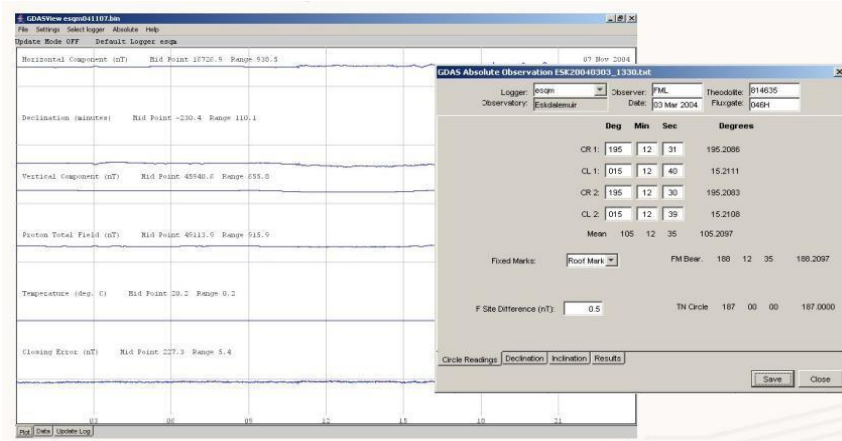 GDASView esqm041107.bin
File Settings Select logger Absolute Help
Update Mode OFF Default Logger esqm
Horizontal Component (nT) Mid Point 16720.9 Range 930.5 07 Nov 2004
Declination (minutes) Mid Point -230.4 Range 110.1
Vertical Component (nT) Mid Point 45940.6 Range 655.8
Proton Total Field (nT) Mid Point 49113.9 Range 915.9
Temperature (deg. C) Mid Point 20.2 Range 0.2
Closing Error (nT) Mid Point 227.3 Range 5.4
03 06 09 12 15 18 21
Plot Data Update Log
GDAS Absolute Observation ESK20040303_1330.txt
Logger: esqm Observer: FML Theodolite: 814635
Observatory: Eskdalemuir Date: 03 Mar 2004 Fluxgate: 046H
Deg Min Sec Degrees
CR 1: 195 12 31 195.2086
CL 1: 015 12 40 15.2111
CR 2: 195 12 30 195.2083
CL 2: 015 12 39 15.2108
Mean 105 12 35 105.2097
Fixed Marks: Roof Mark FM Bear. 188 12 35 188.2097
F Site Difference (nT): 0.5 TN Circle 187 00 00 187.0000
Circle Readings Declination Inclination Results
Save Close